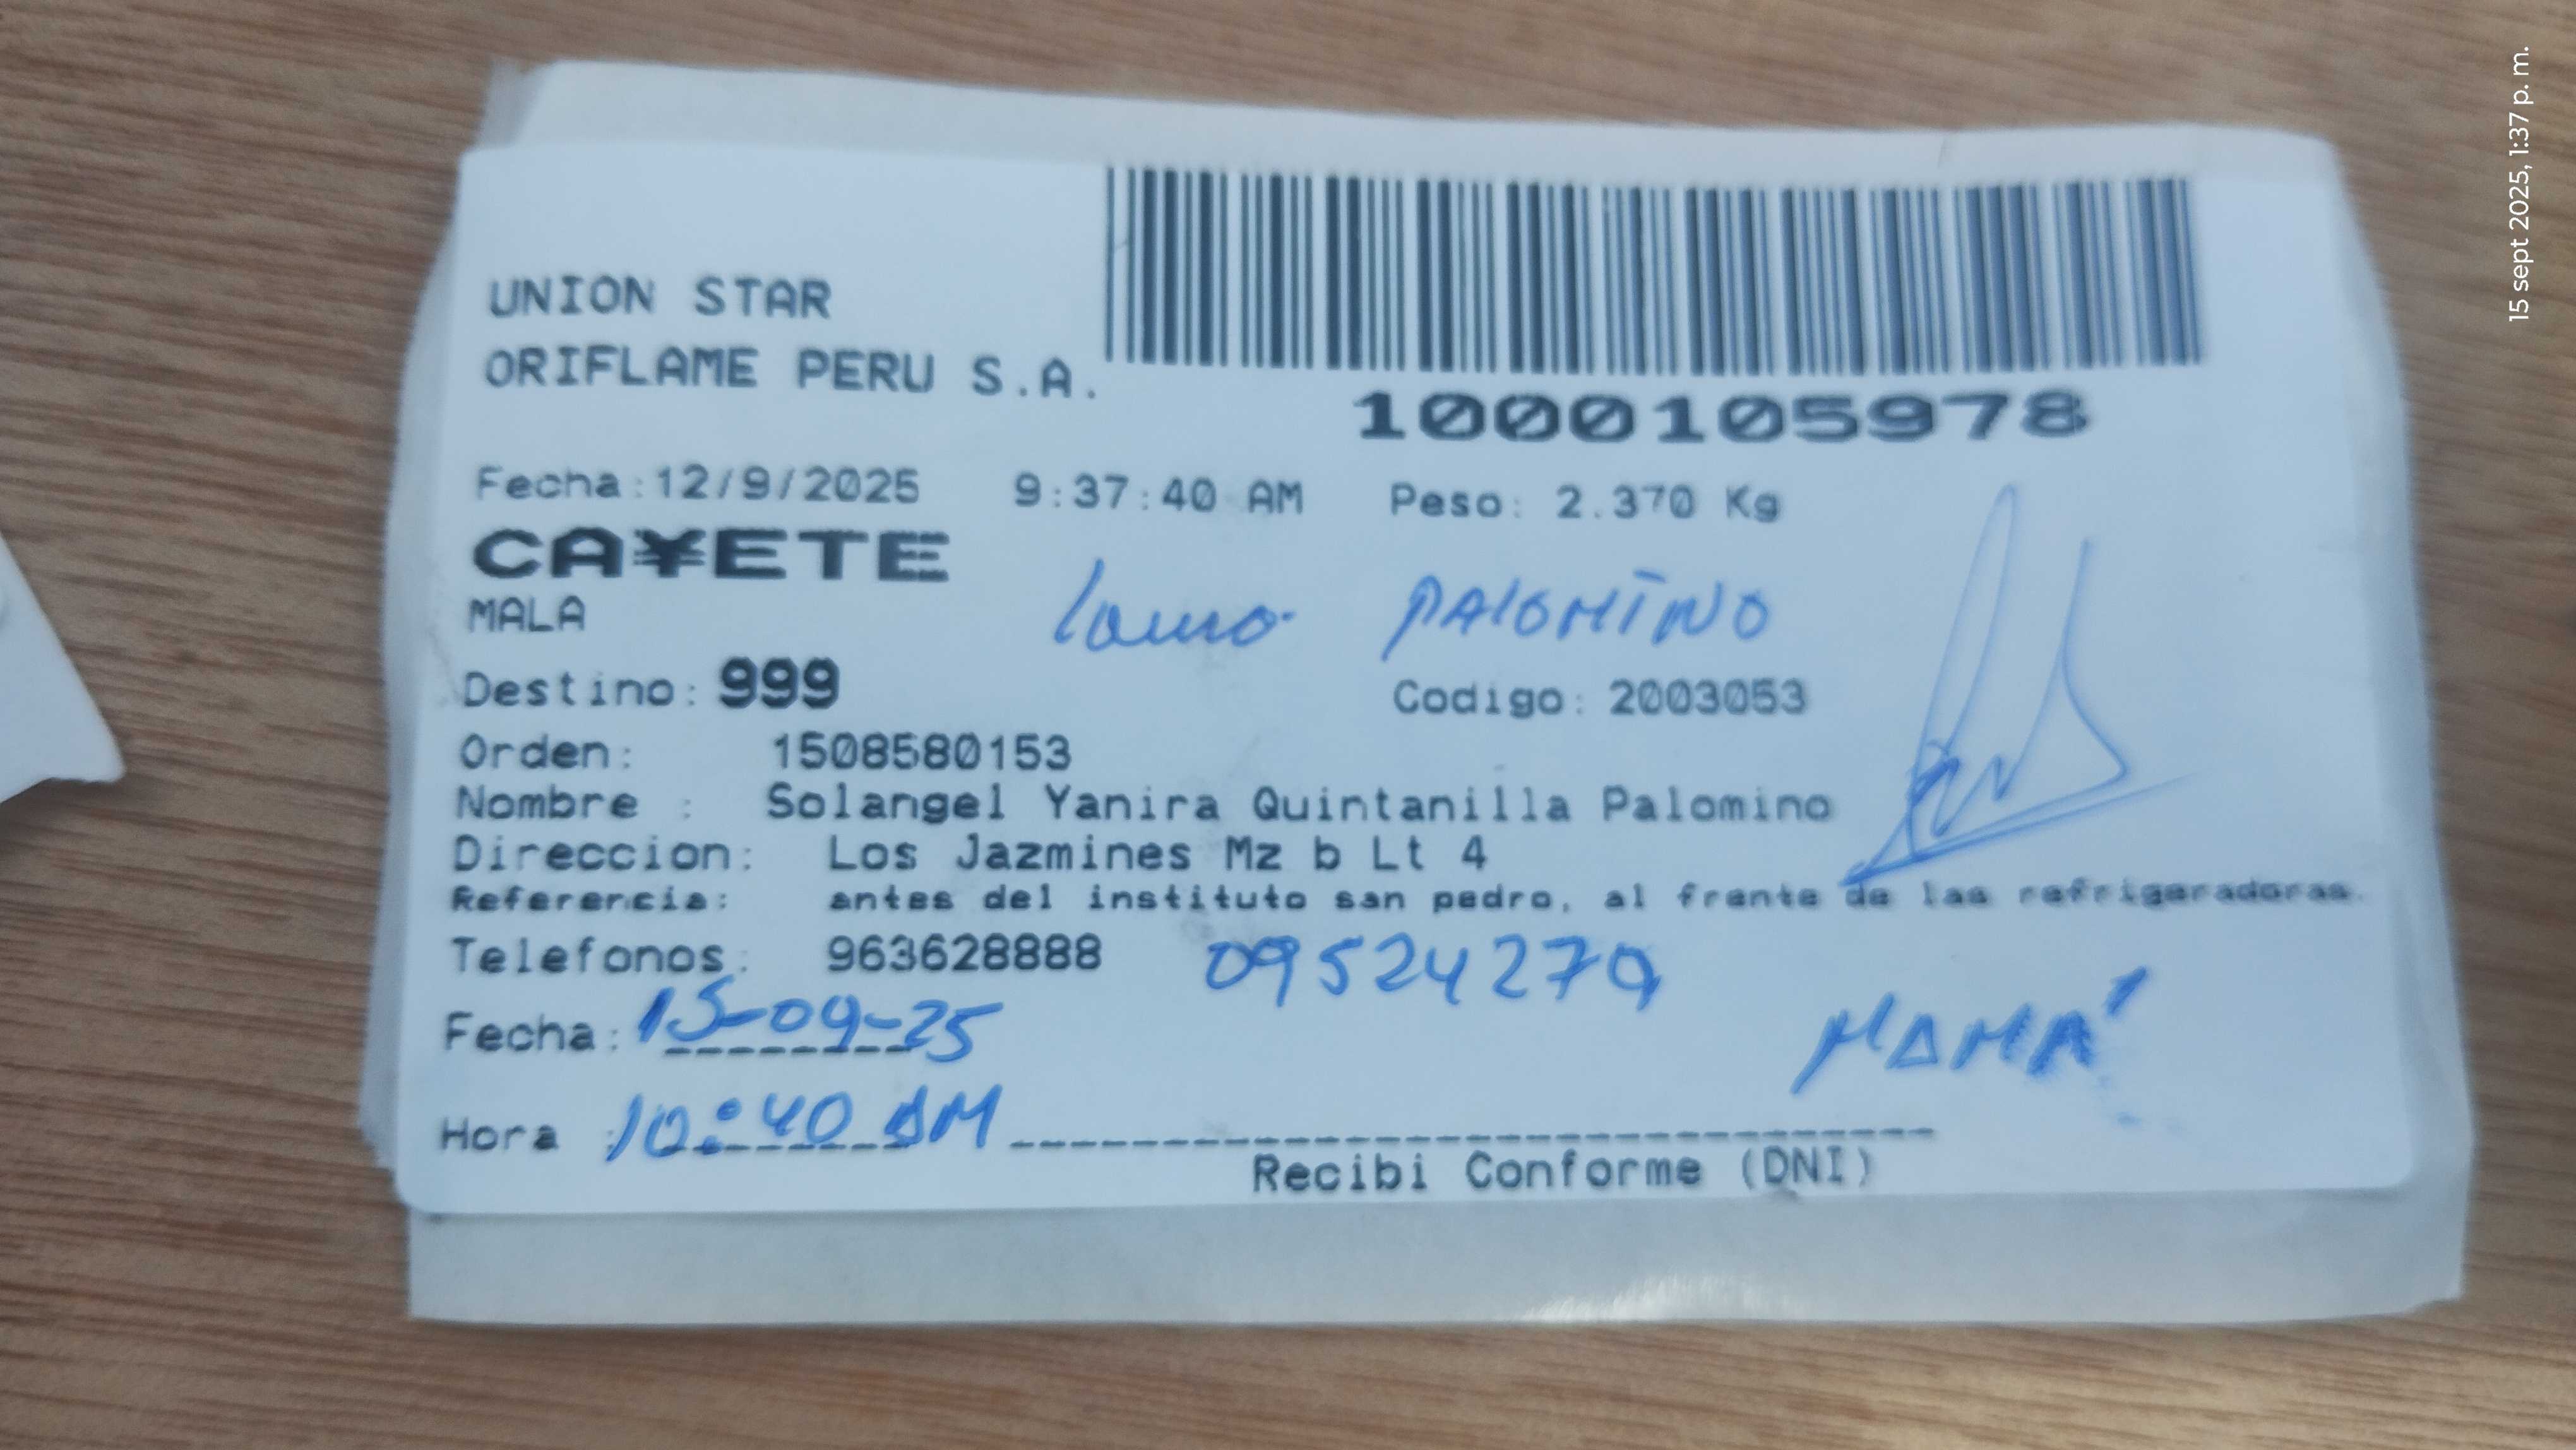 UNION STAR
ORIFLAME PERU S.A.
1000105978
Fecha:12/9/2025 9:37:40 AM Peso: 2.370 Kg
CA¥ETE
MALA
PALOMINO
Destino: 999 Codigo: 2003053
Orden: 1508580153
Nombre : Solangel Yanira Quintanilla Palomino
Direccion: Los Jazmines Mz b Lt 4
Referencia: antes del instituto san pedro, al frente de las refrigeradoras.
Telefonos: 963628888 09524279
Fecha: 15-09-25
MAMA'
Hora : 10:40 AM
Recibi Conforme (DNI)
15 sept 2025, 1:37 p. m.